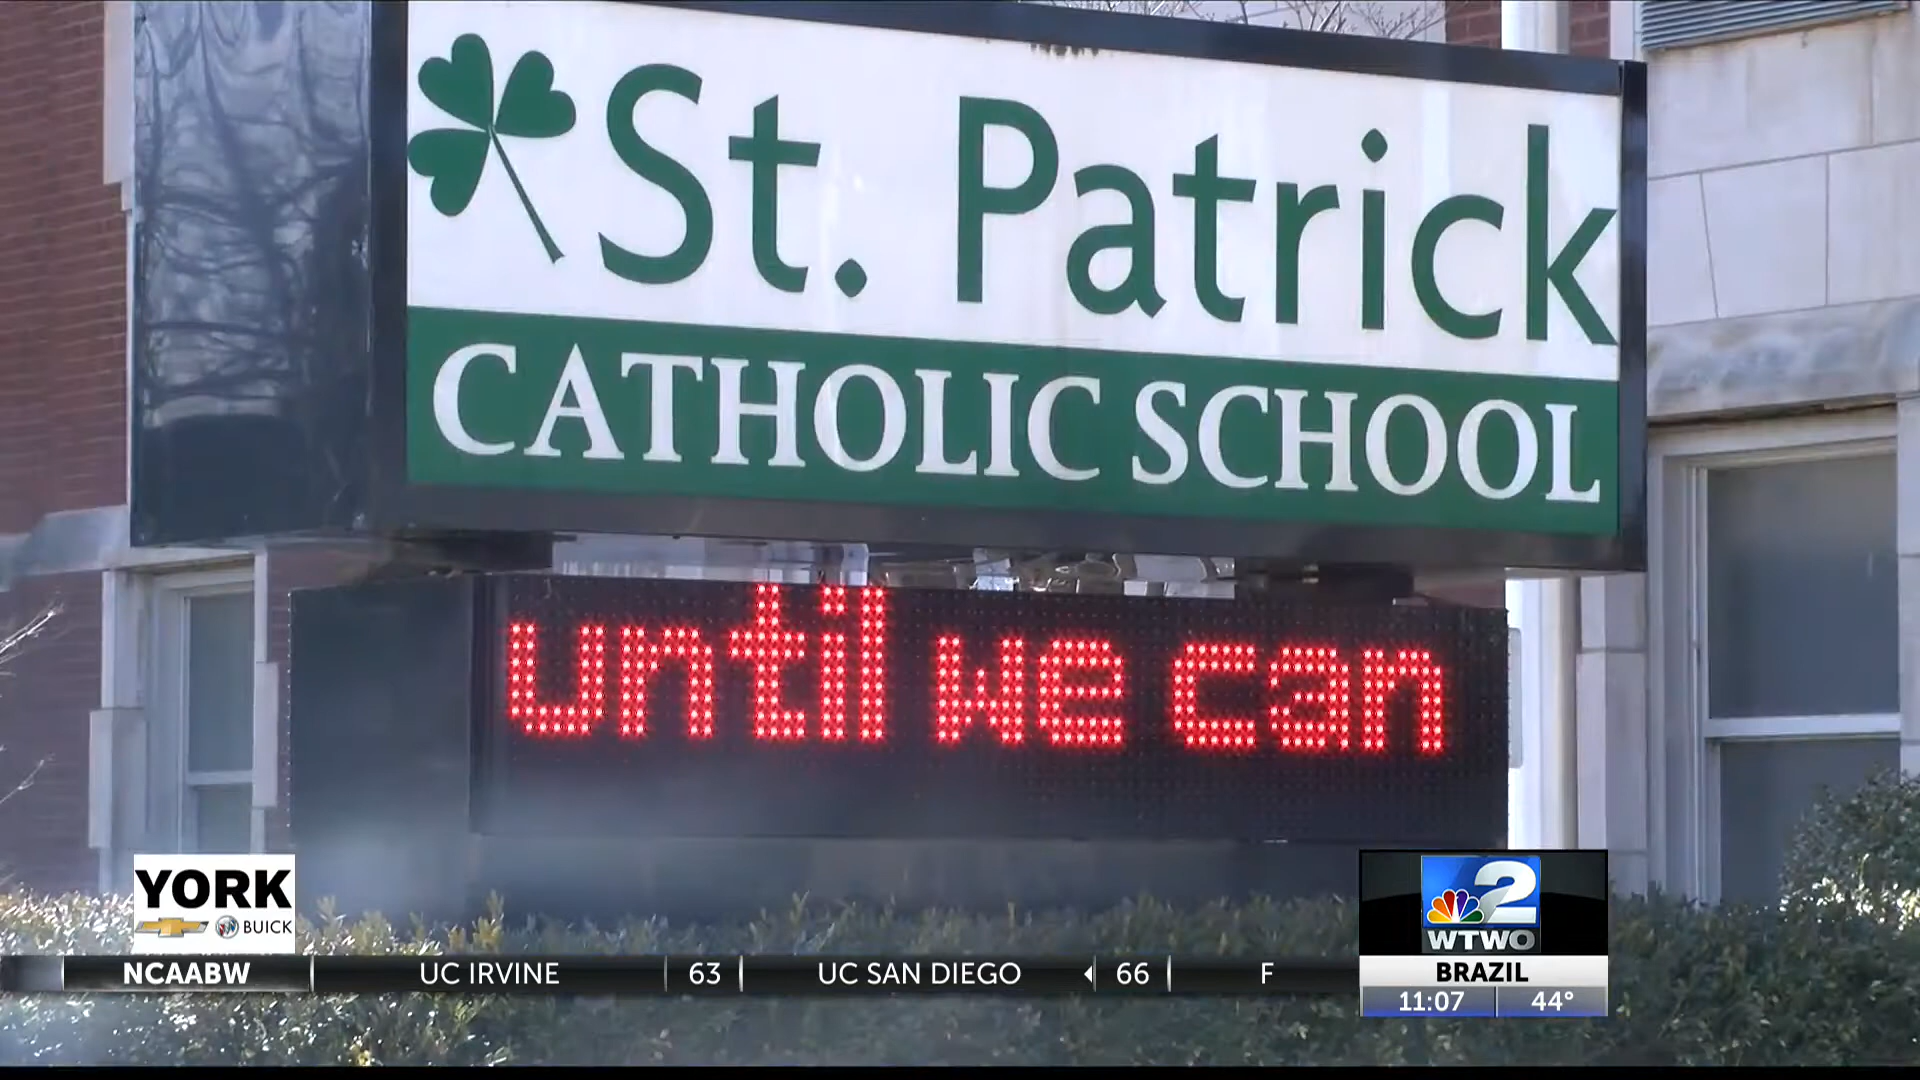 St. Patrick
CATHOLIC SCHOOL
until we can
YORK
BUICK
2
WTWO
NCAABW UC IRVINE 63 UC SAN DIEGO 66 F
BRAZIL
11:07 44°